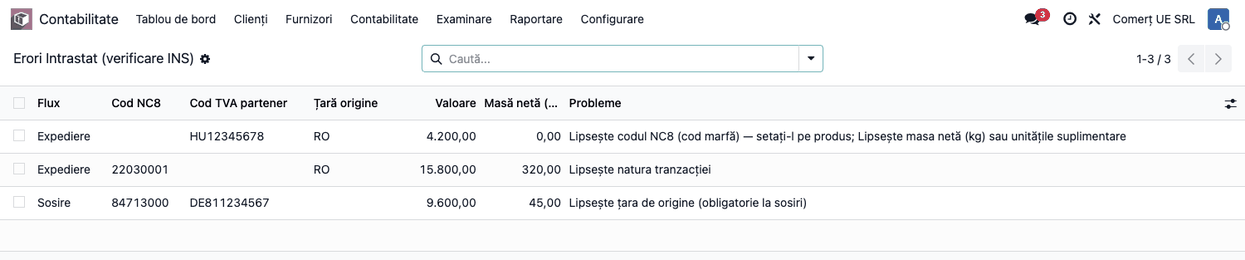 Contabilitate Tablou de bord Clienți Furnizori Contabilitate Examinare Raportare Configurare 3 Comerț UE SRL A
Erori Intrastat (verificare INS) Caută... 1-3 / 3
Flux Cod NC8 Cod TVA partener Țară origine Valoare Masă netă (... Probleme
Expediere HU12345678 RO 4.200,00 0,00 Lipsește codul NC8 (cod marfă) — setați-l pe produs; Lipsește masa netă (kg) sau unitățile suplimentare
Expediere 22030001 RO 15.800,00 320,00 Lipsește natura tranzacției
Sosire 84713000 DE811234567 9.600,00 45,00 Lipsește țara de origine (obligatorie la sosiri)